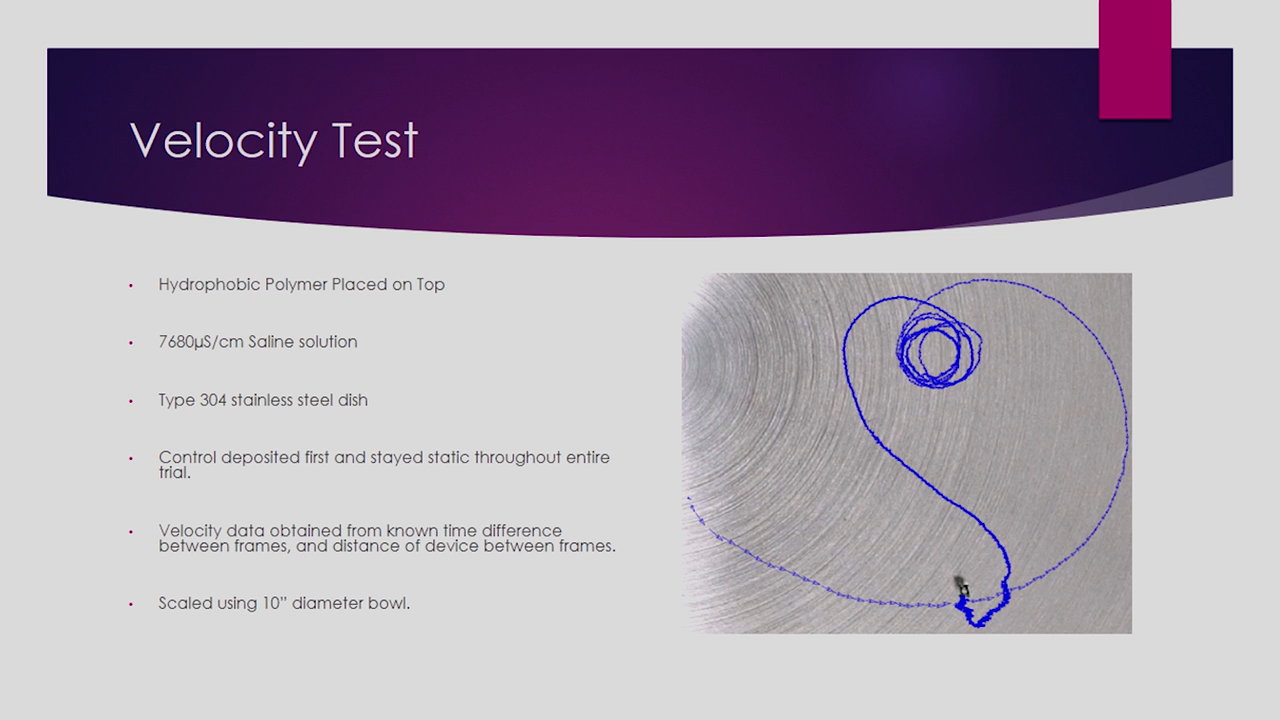 Velocity Test
• Hydrophobic Polymer Placed on Top
• 7680µS/cm Saline solution
• Type 304 stainless steel dish
• Control deposited first and stayed static throughout entire
trial.
• Velocity data obtained from known time difference
between frames, and distance of device between frames.
• Scaled using 10” diameter bowl.